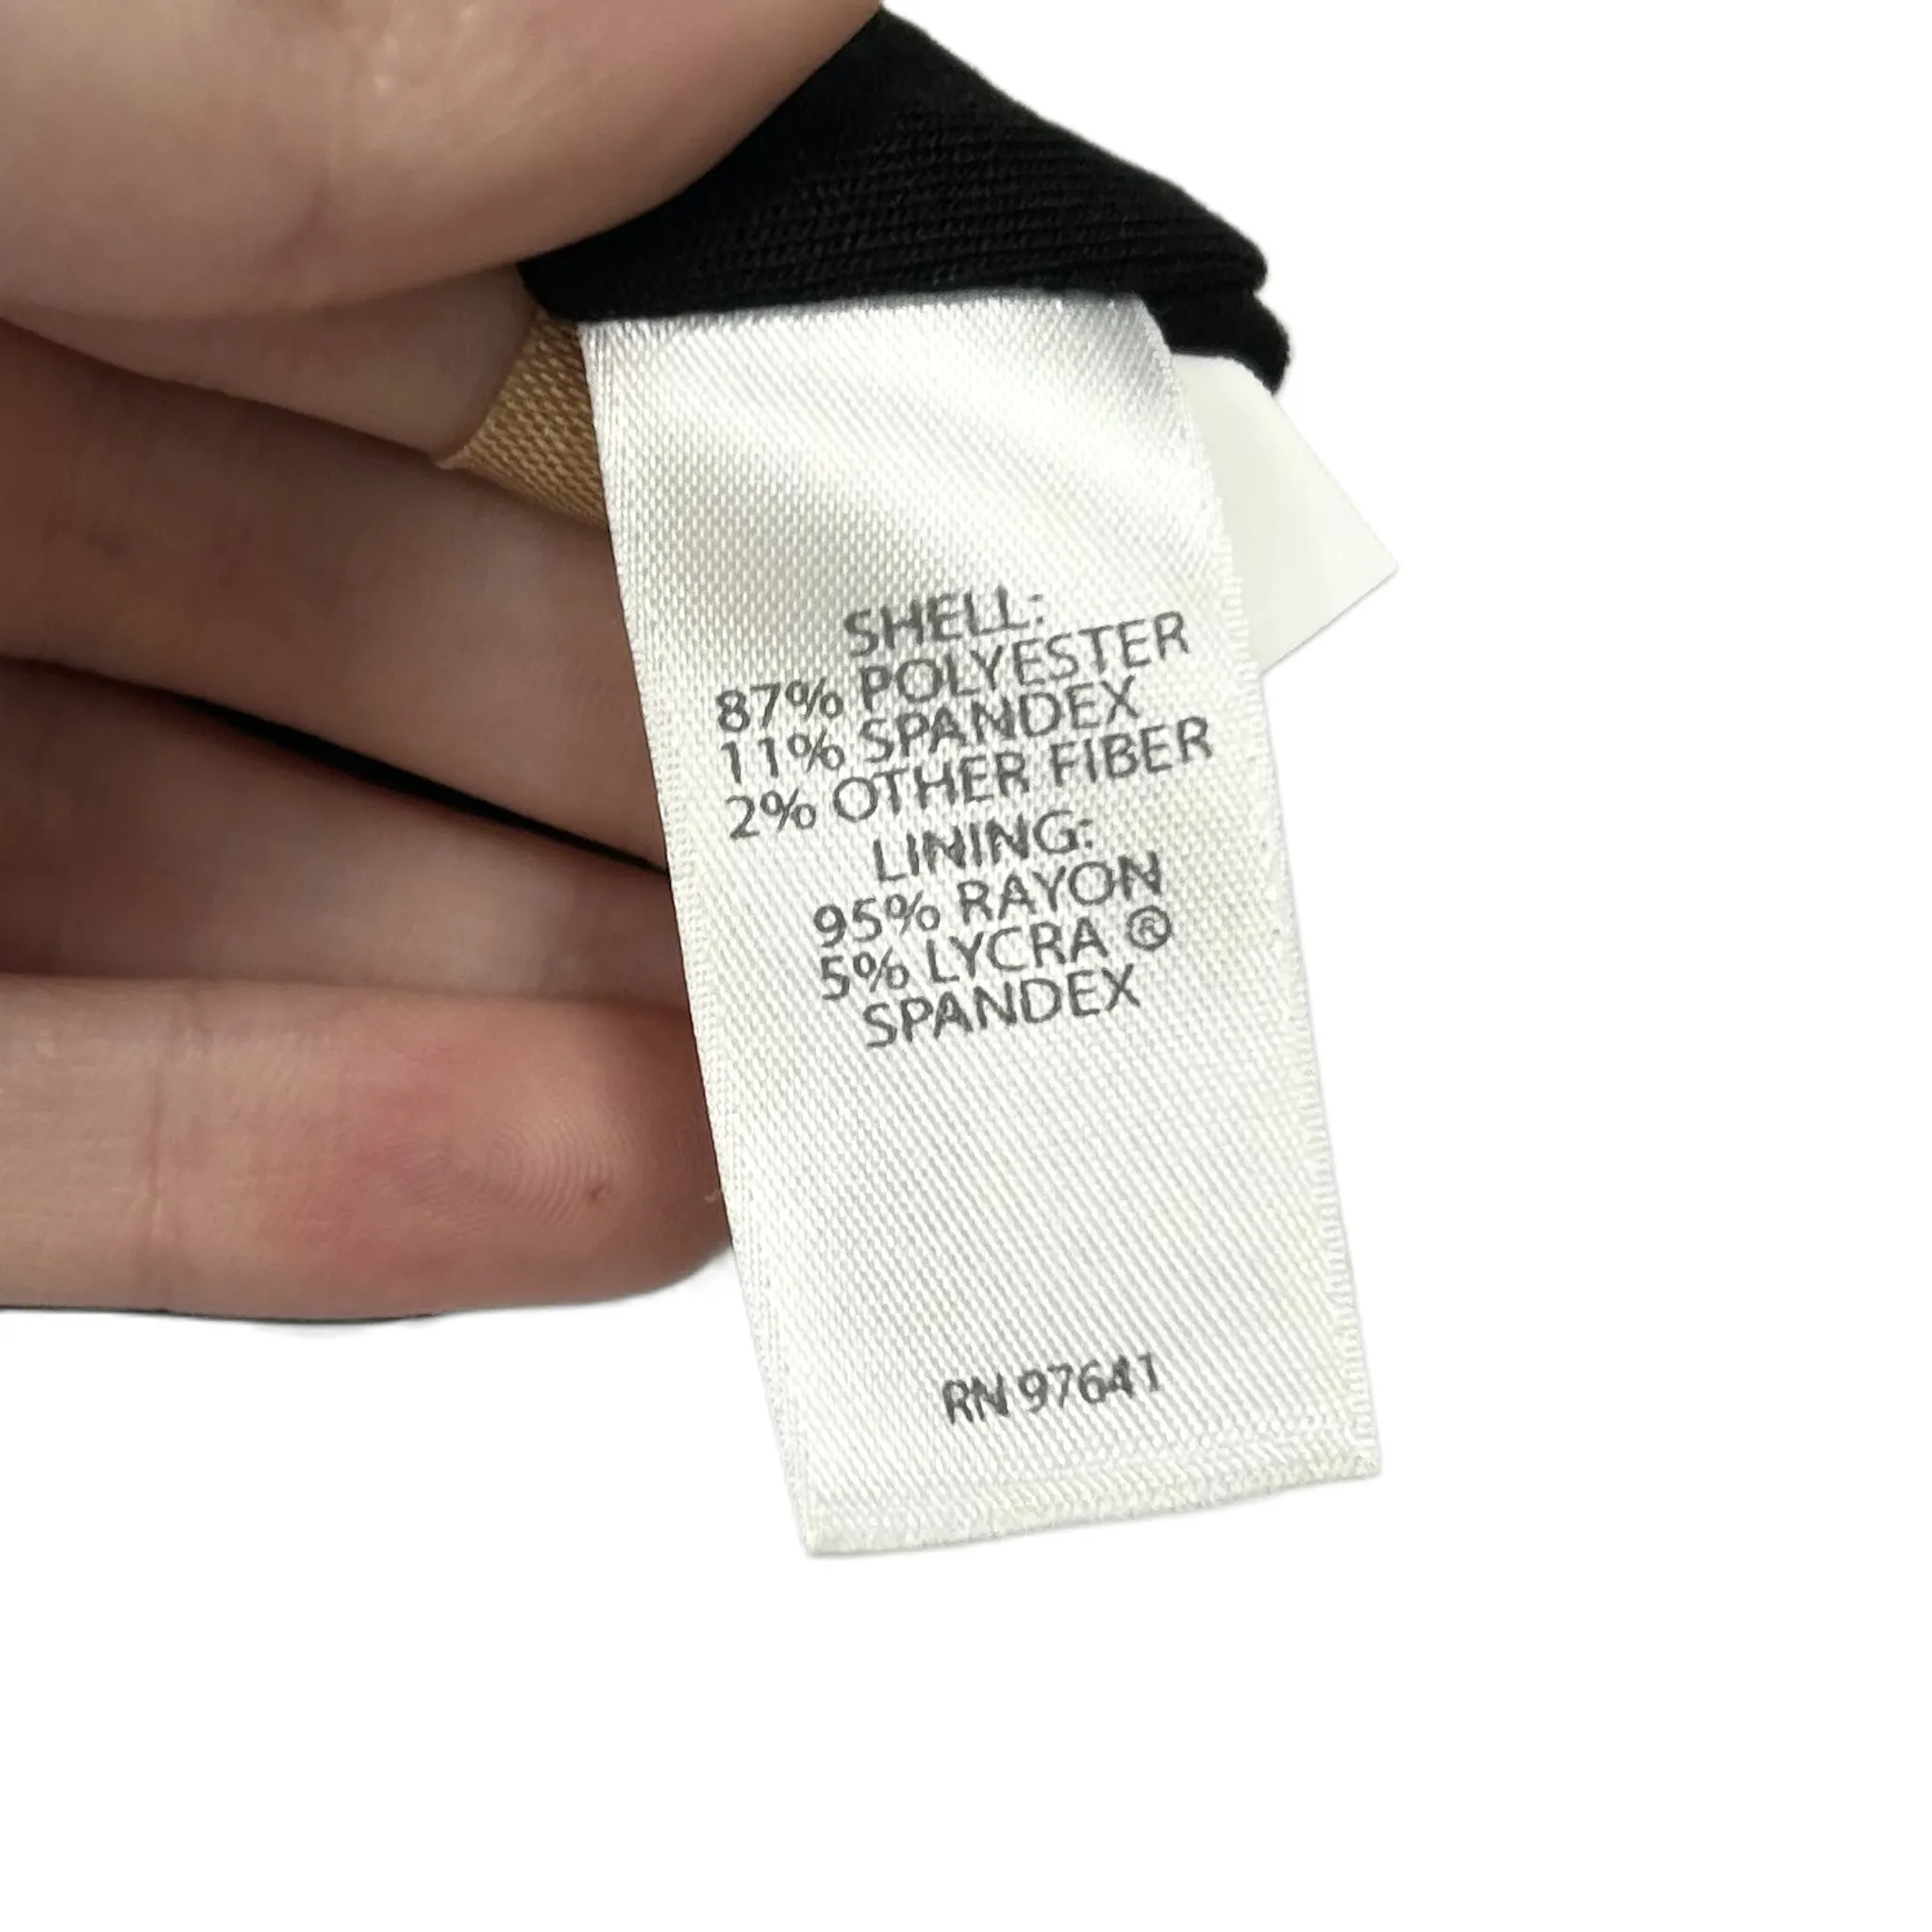 SHELL:
87% POLYESTER
11% SPANDEX
2% OTHER FIBER
LINING:
95% RAYON
5% LYCRA ®
SPANDEX
RN 97641